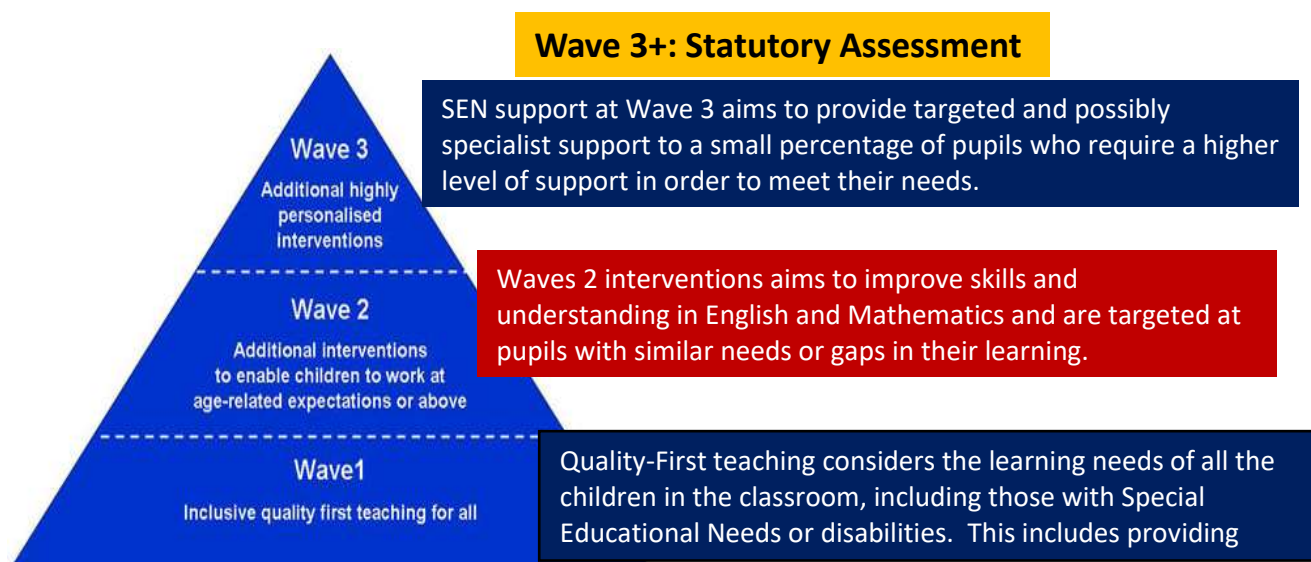 Wave 3+: Statutory Assessment
SEN support at Wave 3 aims to provide targeted and possibly
specialist support to a small percentage of pupils who require a higher
level of support in order to meet their needs.
Wave 3
Additional highly
personalised
interventions
Waves 2 interventions aims to improve skills and
understanding in English and Mathematics and are targeted at
pupils with similar needs or gaps in their learning.
Wave 2
Additional interventions
to enable children to work at
age-related expectations or above
Quality-First teaching considers the learning needs of all the
children in the classroom, including those with Special
Educational Needs or disabilities. This includes providing
Wave1
Inclusive quality first teaching for all